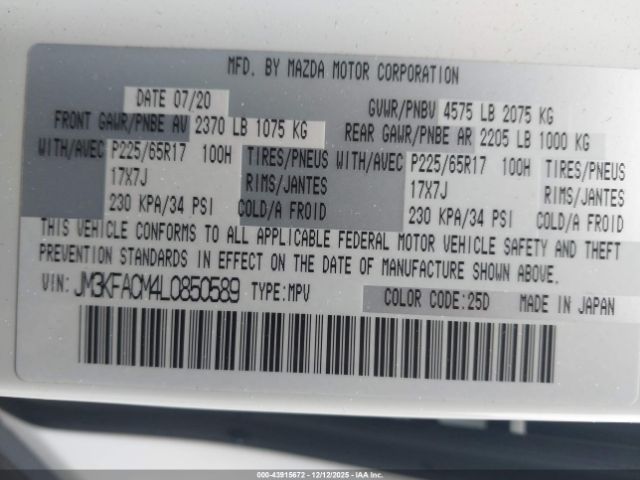 MFD. BY MAZDA MOTOR CORPORATION
DATE 07/20 GVWR/PNBV 4575 LB 2075 KG
FRONT GAWR/PNBE AV 2370 LB 1075 KG REAR GAWR/PNBE AR 2205 LB 1000 KG
WITH/AVEC P225/65R17 100H TIRES/PNEUS WITH/AVEC P225/65R17 100H TIRES/PNEUS
17X7J RIMS/JANTES 17X7J RIMS/JANTES
230 KPA/34 PSI COLD/A FROID 230 KPA/34 PSI COLD/A FROID
THIS VEHICLE CONFORMS TO ALL APPLICABLE FEDERAL MOTOR VEHICLE SAFETY AND THEFT
PREVENTION STANDARDS IN EFFECT ON THE DATE OF MANUFACTURE SHOWN ABOVE.
VIN: JM3KFACM4L0850589 TYPE:MPV COLOR CODE:25D MADE IN JAPAN
000-43915672 - 12/12/2025 - IAAI.COM